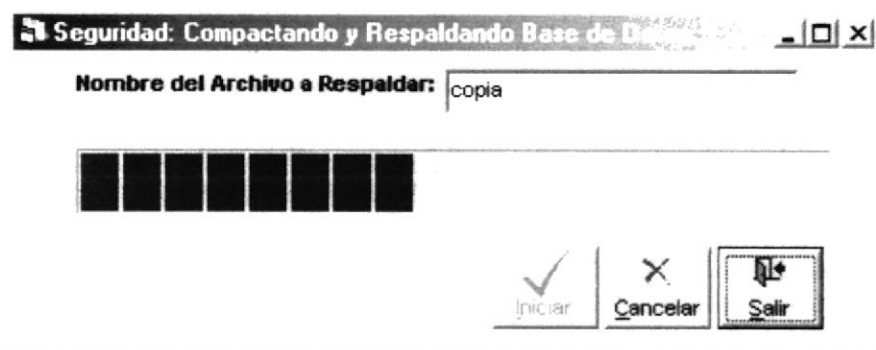 Seguridad: Compactando y Respaldando Base de
Nombre del Archivo a Respaldar: copia
Iniciar Cancelar Salir